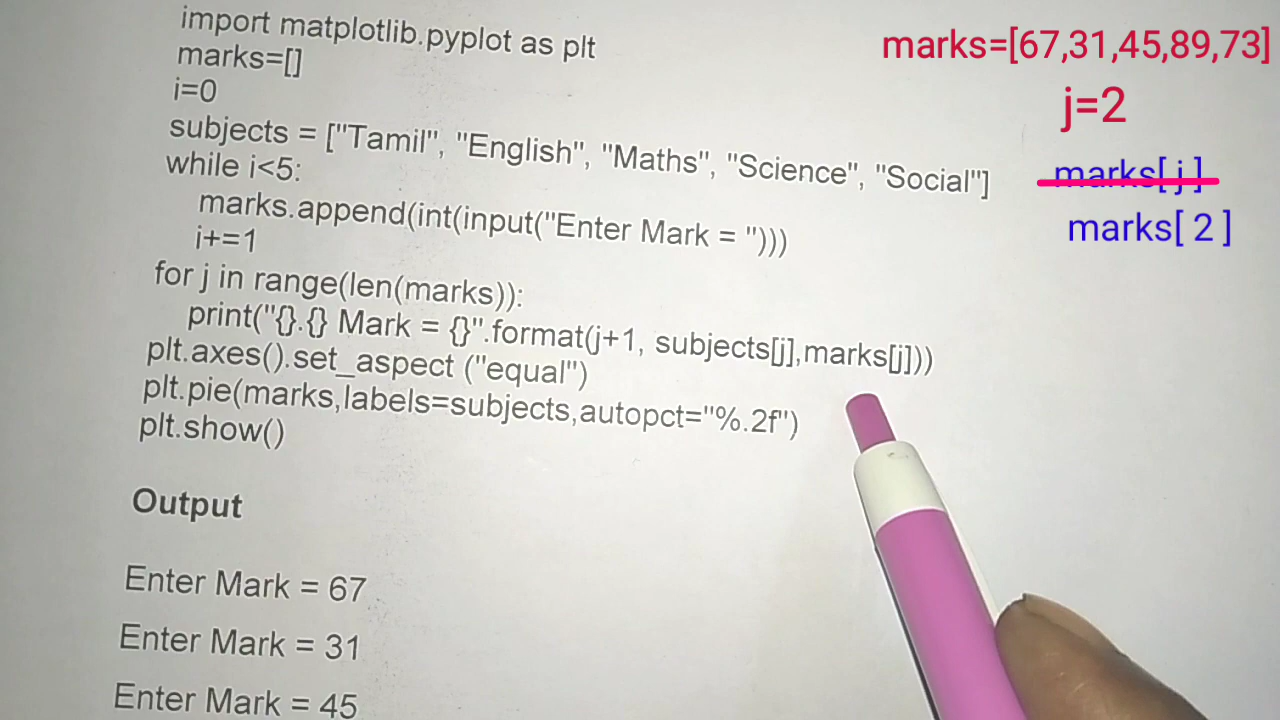 import matplotlib.pyplot as plt
marks=[]
i=0
subjects = ["Tamil", "English", "Maths", "Science", "Social"]
while i<5:
marks.append(int(input("Enter Mark = ")))
i+=1
for j in range(len(marks)):
print("{}.{} Mark = {}".format(j+1, subjects[j],marks[j]))
plt.axes().set_aspect ("equal")
plt.pie(marks,labels=subjects,autopct="%.2f")
plt.show()
Output
Enter Mark = 67
Enter Mark = 31
Enter Mark = 45
marks=[67,31,45,89,73]
j=2
marks[ j ]
marks[ 2 ]